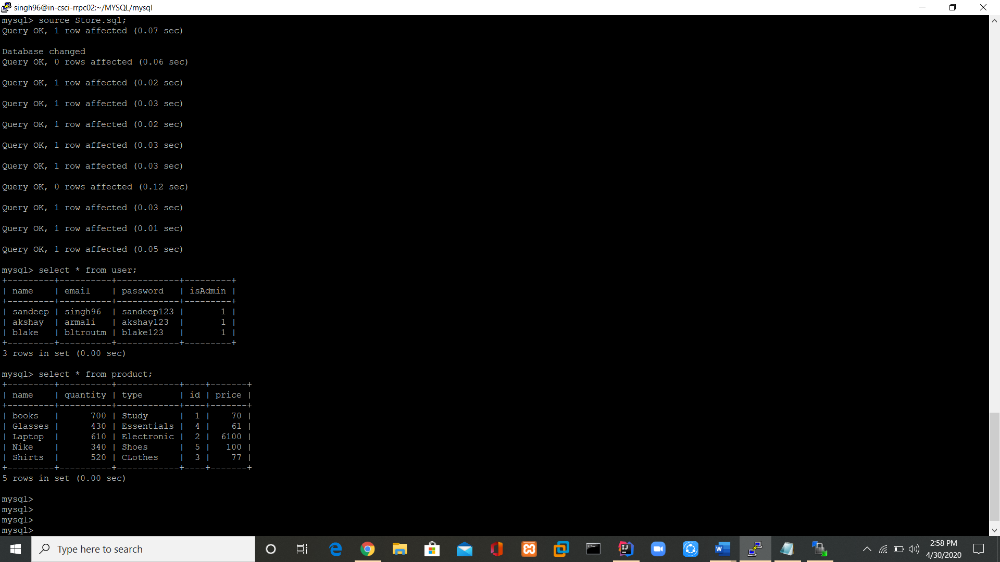 singh96@in-csci-rrpc02:~/MYSQL/mysql
mysql> source Store.sql;
Query OK, 1 row affected (0.07 sec)
Database changed
Query OK, 0 rows affected (0.06 sec)
Query OK, 1 row affected (0.02 sec)
Query OK, 1 row affected (0.03 sec)
Query OK, 1 row affected (0.02 sec)
Query OK, 1 row affected (0.03 sec)
Query OK, 1 row affected (0.03 sec)
Query OK, 0 rows affected (0.12 sec)
Query OK, 1 row affected (0.03 sec)
Query OK, 1 row affected (0.01 sec)
Query OK, 1 row affected (0.05 sec)
mysql> select * from user;
+---------+----------+------------+---------+
| name    | email    | password   | isAdmin |
+---------+----------+------------+---------+
| sandeep | singh96  | sandeep123 |       1 |
| akshay  | armali   | akshay123  |       1 |
| blake   | bltroutm | blake123   |       1 |
+---------+----------+------------+---------+
3 rows in set (0.00 sec)
mysql> select * from product;
+---------+----------+------------+----+-------+
| name    | quantity | type       | id | price |
+---------+----------+------------+----+-------+
| books   |      700 | Study      |  1 |    70 |
| Glasses |      430 | Essentials |  4 |    61 |
| Laptop  |      610 | Electronic |  2 |  6100 |
| Nike    |      340 | Shoes      |  5 |   100 |
| Shirts  |      520 | CLothes    |  3 |    77 |
+---------+----------+------------+----+-------+
5 rows in set (0.00 sec)
mysql>
mysql>
mysql>
mysql>
Type here to search
2:58 PM
4/30/2020